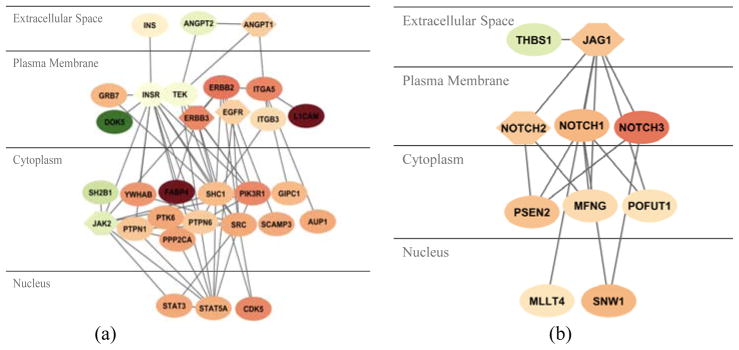 Extracellular Space
INS
ANGPT2
ANGPT1
Plasma Membrane
GRB7
INSR
TEK
ERBB2
ITGA5
DOK5
ERBB3
EGFR
ITGB3
L1CAM
Cytoplasm
SH2B1
YWHAB
FABP4
SHC1
PIK3R1
GIPC1
JAK2
PTPN1
PTK6
PTPN6
SRC
SCAMP3
AUP1
PPP2CA
Nucleus
STAT3
STAT5A
CDK5
(a)
Extracellular Space
THBS1
JAG1
Plasma Membrane
NOTCH2
NOTCH1
NOTCH3
Cytoplasm
PSEN2
MFNG
POFUT1
Nucleus
MLLT4
SNW1
(b)